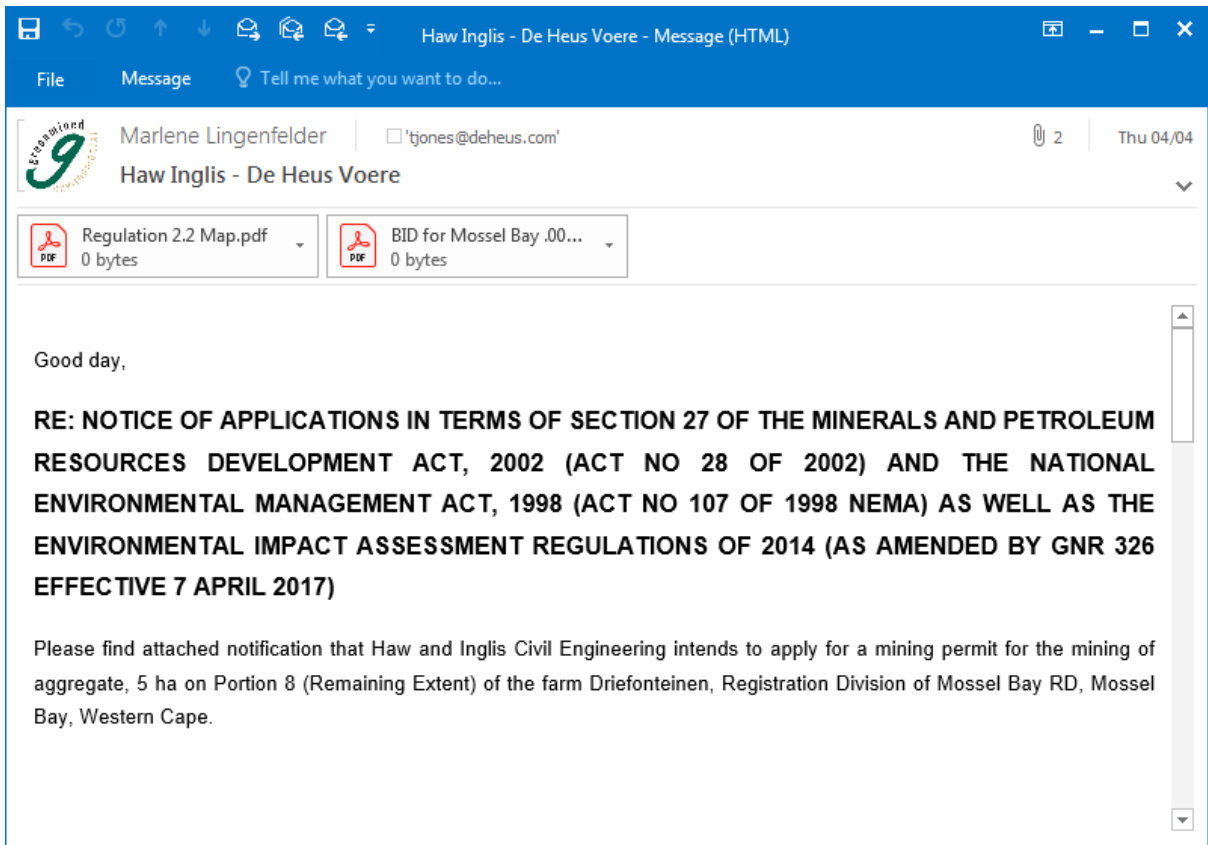 Haw Inglis - De Heus Voere - Message (HTML)
File Message Tell me what you want to do...
Marlene Lingenfelder 'tjones@deheus.com' 2 Thu 04/04
Haw Inglis - De Heus Voere
Regulation 2.2 Map.pdf
0 bytes
BID for Mossel Bay .00...
0 bytes
Good day,
RE: NOTICE OF APPLICATIONS IN TERMS OF SECTION 27 OF THE MINERALS AND PETROLEUM
RESOURCES DEVELOPMENT ACT, 2002 (ACT NO 28 OF 2002) AND THE NATIONAL
ENVIRONMENTAL MANAGEMENT ACT, 1998 (ACT NO 107 OF 1998 NEMA) AS WELL AS THE
ENVIRONMENTAL IMPACT ASSESSMENT REGULATIONS OF 2014 (AS AMENDED BY GNR 326
EFFECTIVE 7 APRIL 2017)
Please find attached notification that Haw and Inglis Civil Engineering intends to apply for a mining permit for the mining of
aggregate, 5 ha on Portion 8 (Remaining Extent) of the farm Driefonteinen, Registration Division of Mossel Bay RD, Mossel
Bay, Western Cape.